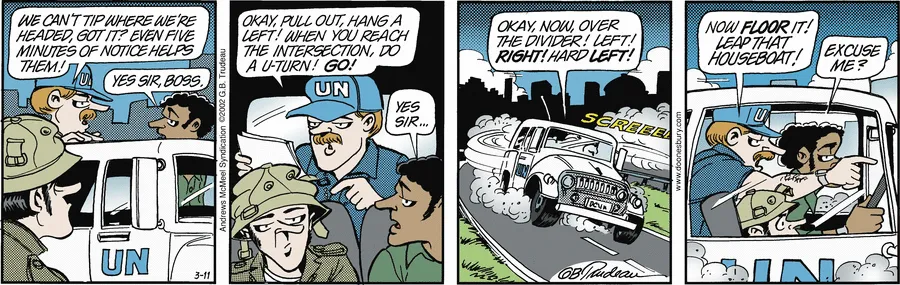 WE CAN'T TIP WHERE WE'RE
HEADED, GOT IT? EVEN FIVE
MINUTES OF NOTICE HELPS
THEM!
UN
YES SIR, BOSS.
UN
3-11
Andrews McMeel Syndication ©2002 G.B. Trudeau
OKAY, PULL OUT, HANG A
LEFT! WHEN YOU REACH
THE INTERSECTION, DO
A U-TURN! GO!
UN
YES
SIR...
OKAY, NOW, OVER
THE DIVIDER! LEFT!
RIGHT! HARD LEFT!
SCREEEE
GB Trudeau
www.doonesbury.com
NOW FLOOR IT!
LEAP THAT
HOUSEBOAT!
EXCUSE
ME?
UN
UN